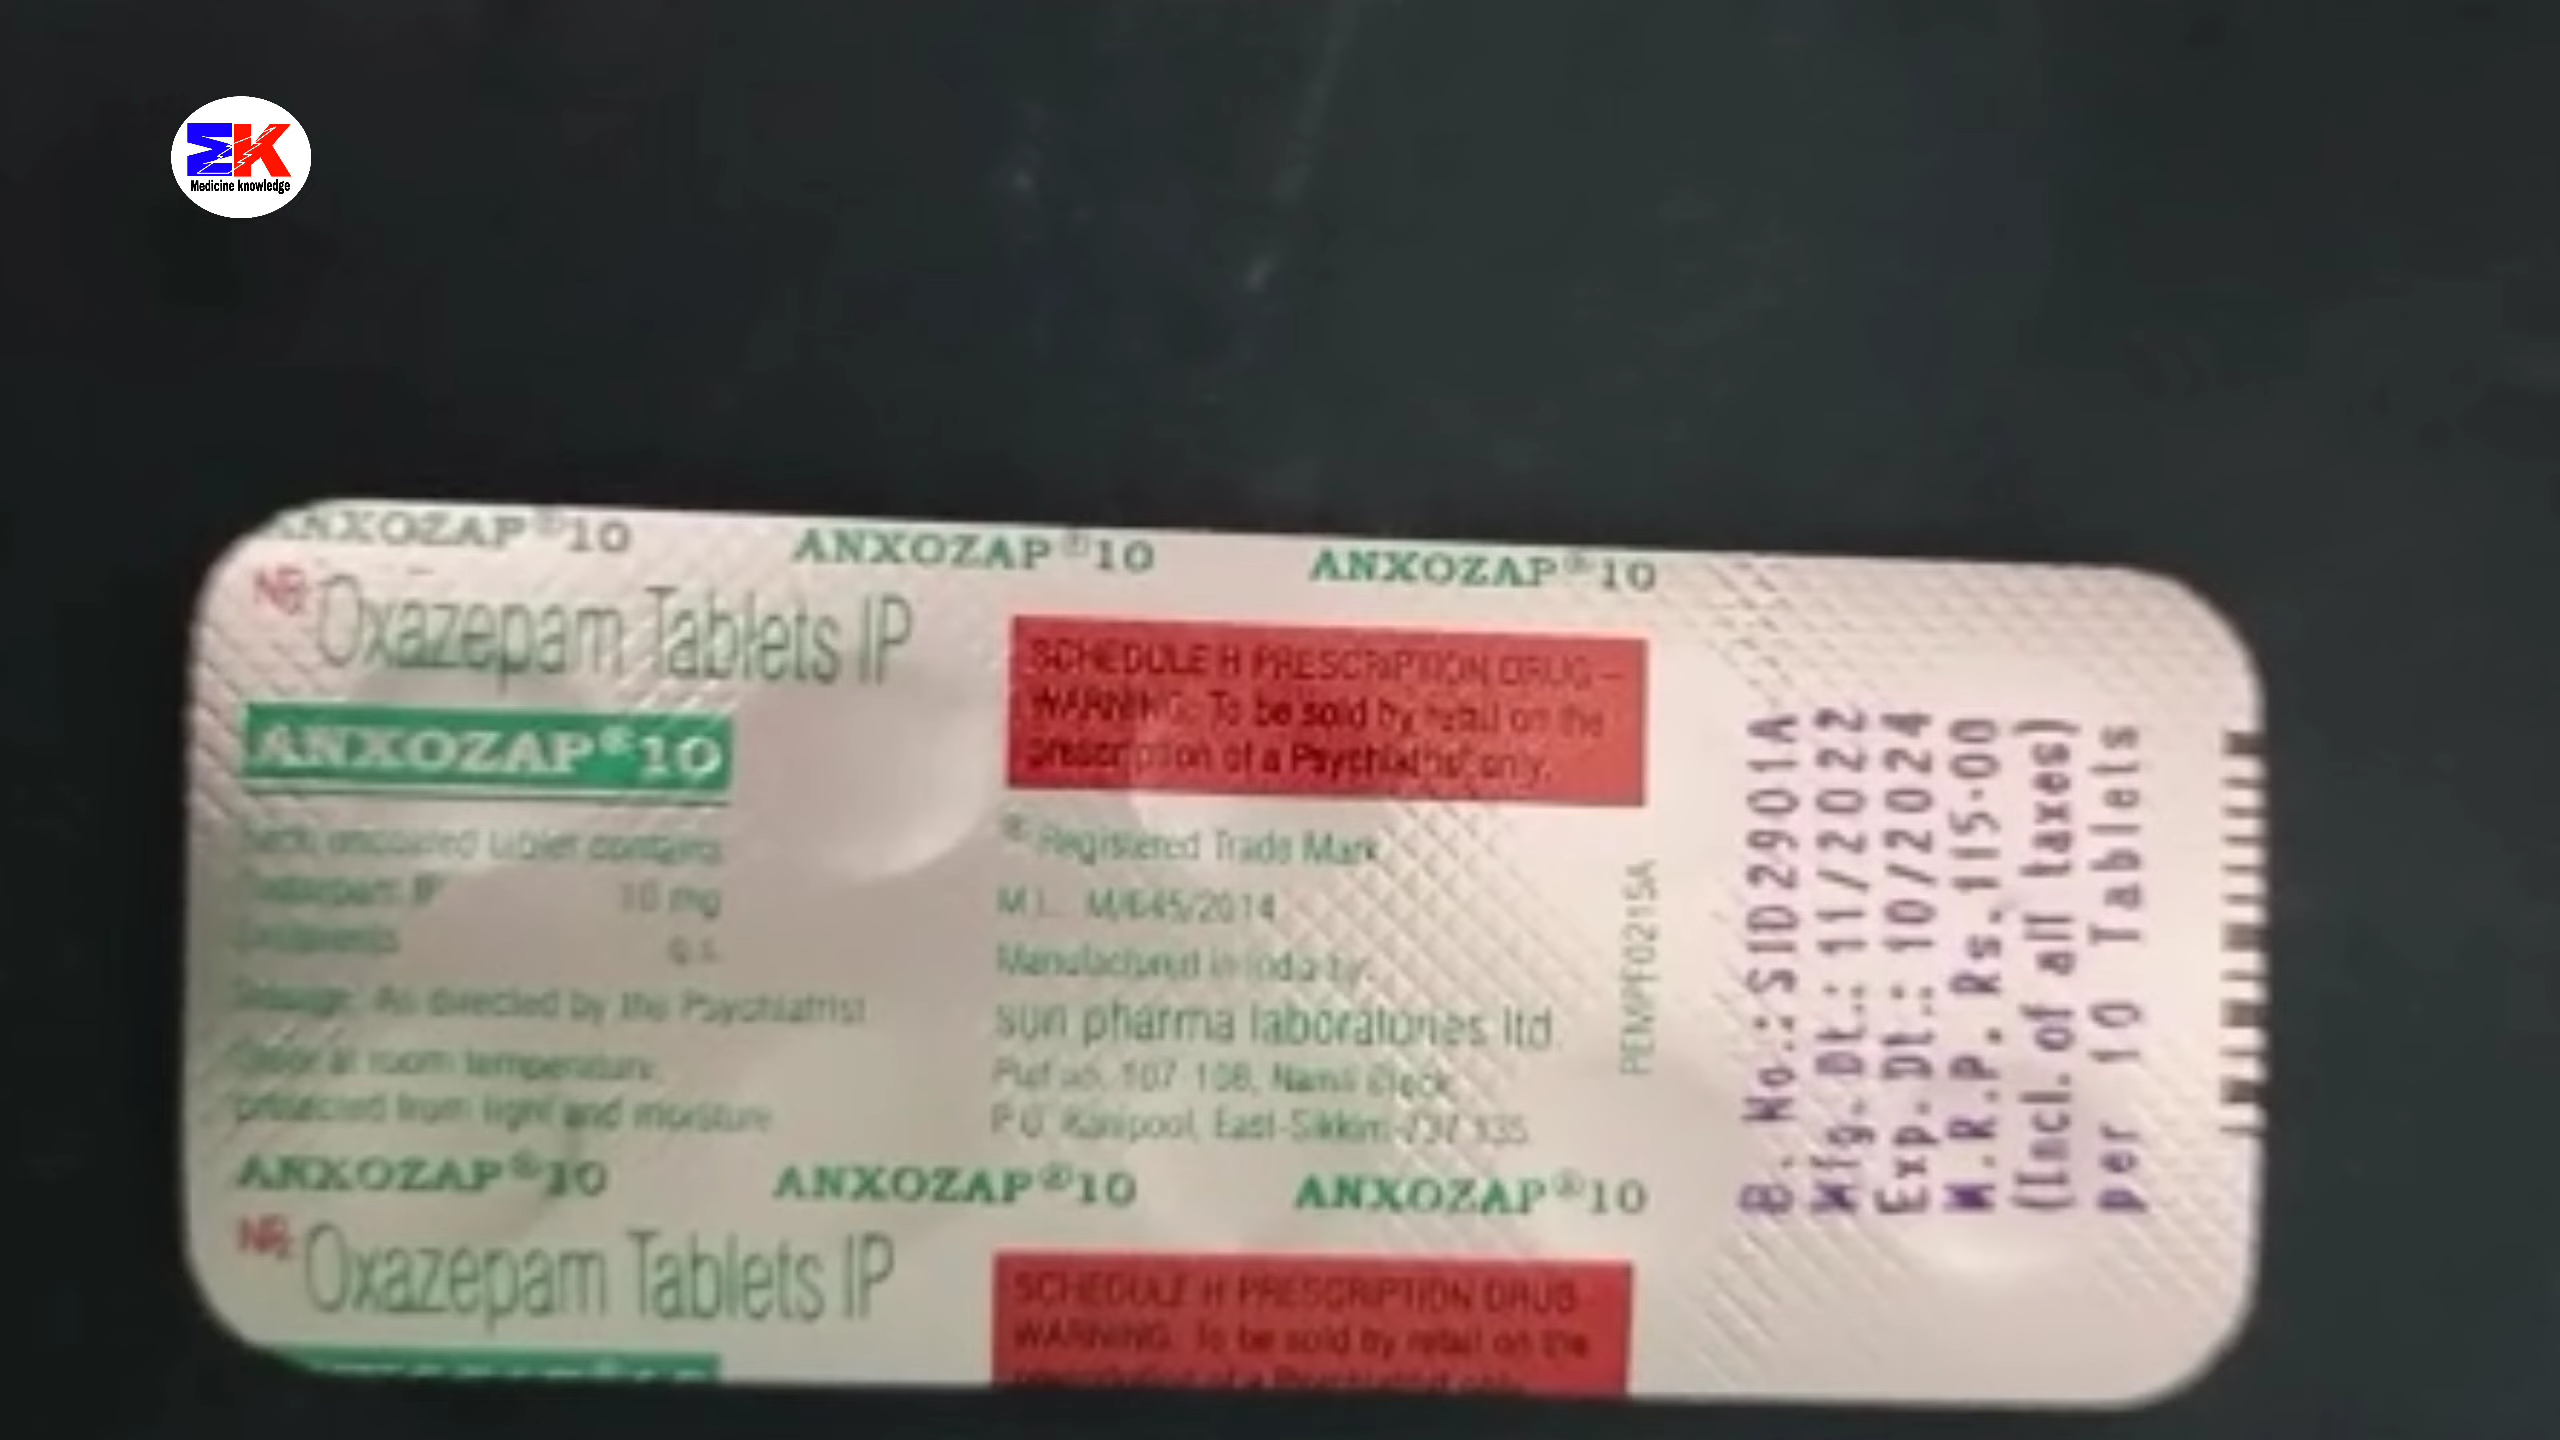 MK
Medicine knowledge
ANXOZAP®10 ANXOZAP®10 ANXOZAP®10
NRx Oxazepam Tablets IP
ANXOZAP®10
Each uncoated tablet contains
Oxazepam IP 10 mg
Excipients q.s.
Dosage: As directed by the Psychiatrist
Store at room temperature
protected from light and moisture
SCHEDULE H PRESCRIPTION DRUG -
WARNING: To be sold by retail on the
prescription of a Psychiatrist only.
® Registered Trade Mark
M.L. M/645/2014
Manufactured in India by:
sun pharma laboratories ltd.
107-108, Namli Block
P.O. Ranipool, East-Sikkim-737 135
PEMPF0215A
B. No.:SID2901A
Mfg.Dt.:11/2022
Exp.Dt.:10/2024
M.R.P. Rs.115.00
(Incl. of all taxes)
per 10 Tablets
ANXOZAP®10 ANXOZAP®10 ANXOZAP®10
NRx Oxazepam Tablets IP
SCHEDULE H PRESCRIPTION DRUG
WARNING: To be sold by retail on the